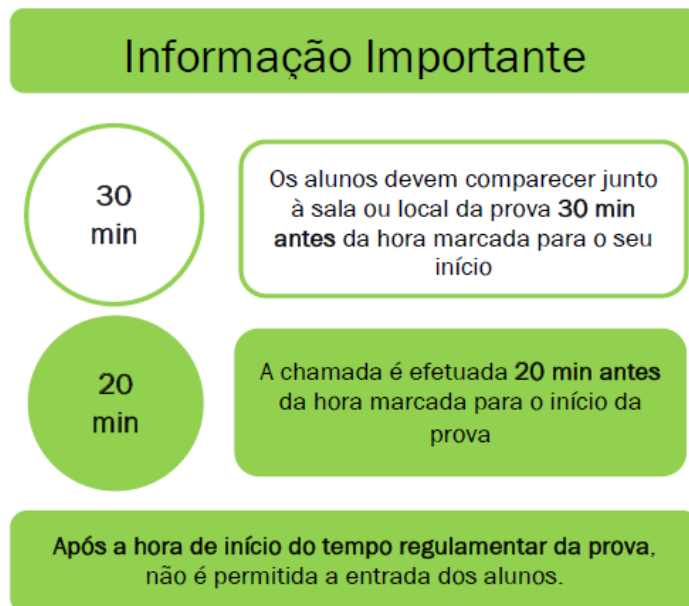 Informação Importante
30
min
Os alunos devem comparecer junto
à sala ou local da prova 30 min
antes da hora marcada para o seu
início
20
min
A chamada é efetuada 20 min antes
da hora marcada para o início da
prova
Após a hora de início do tempo regulamentar da prova,
não é permitida a entrada dos alunos.